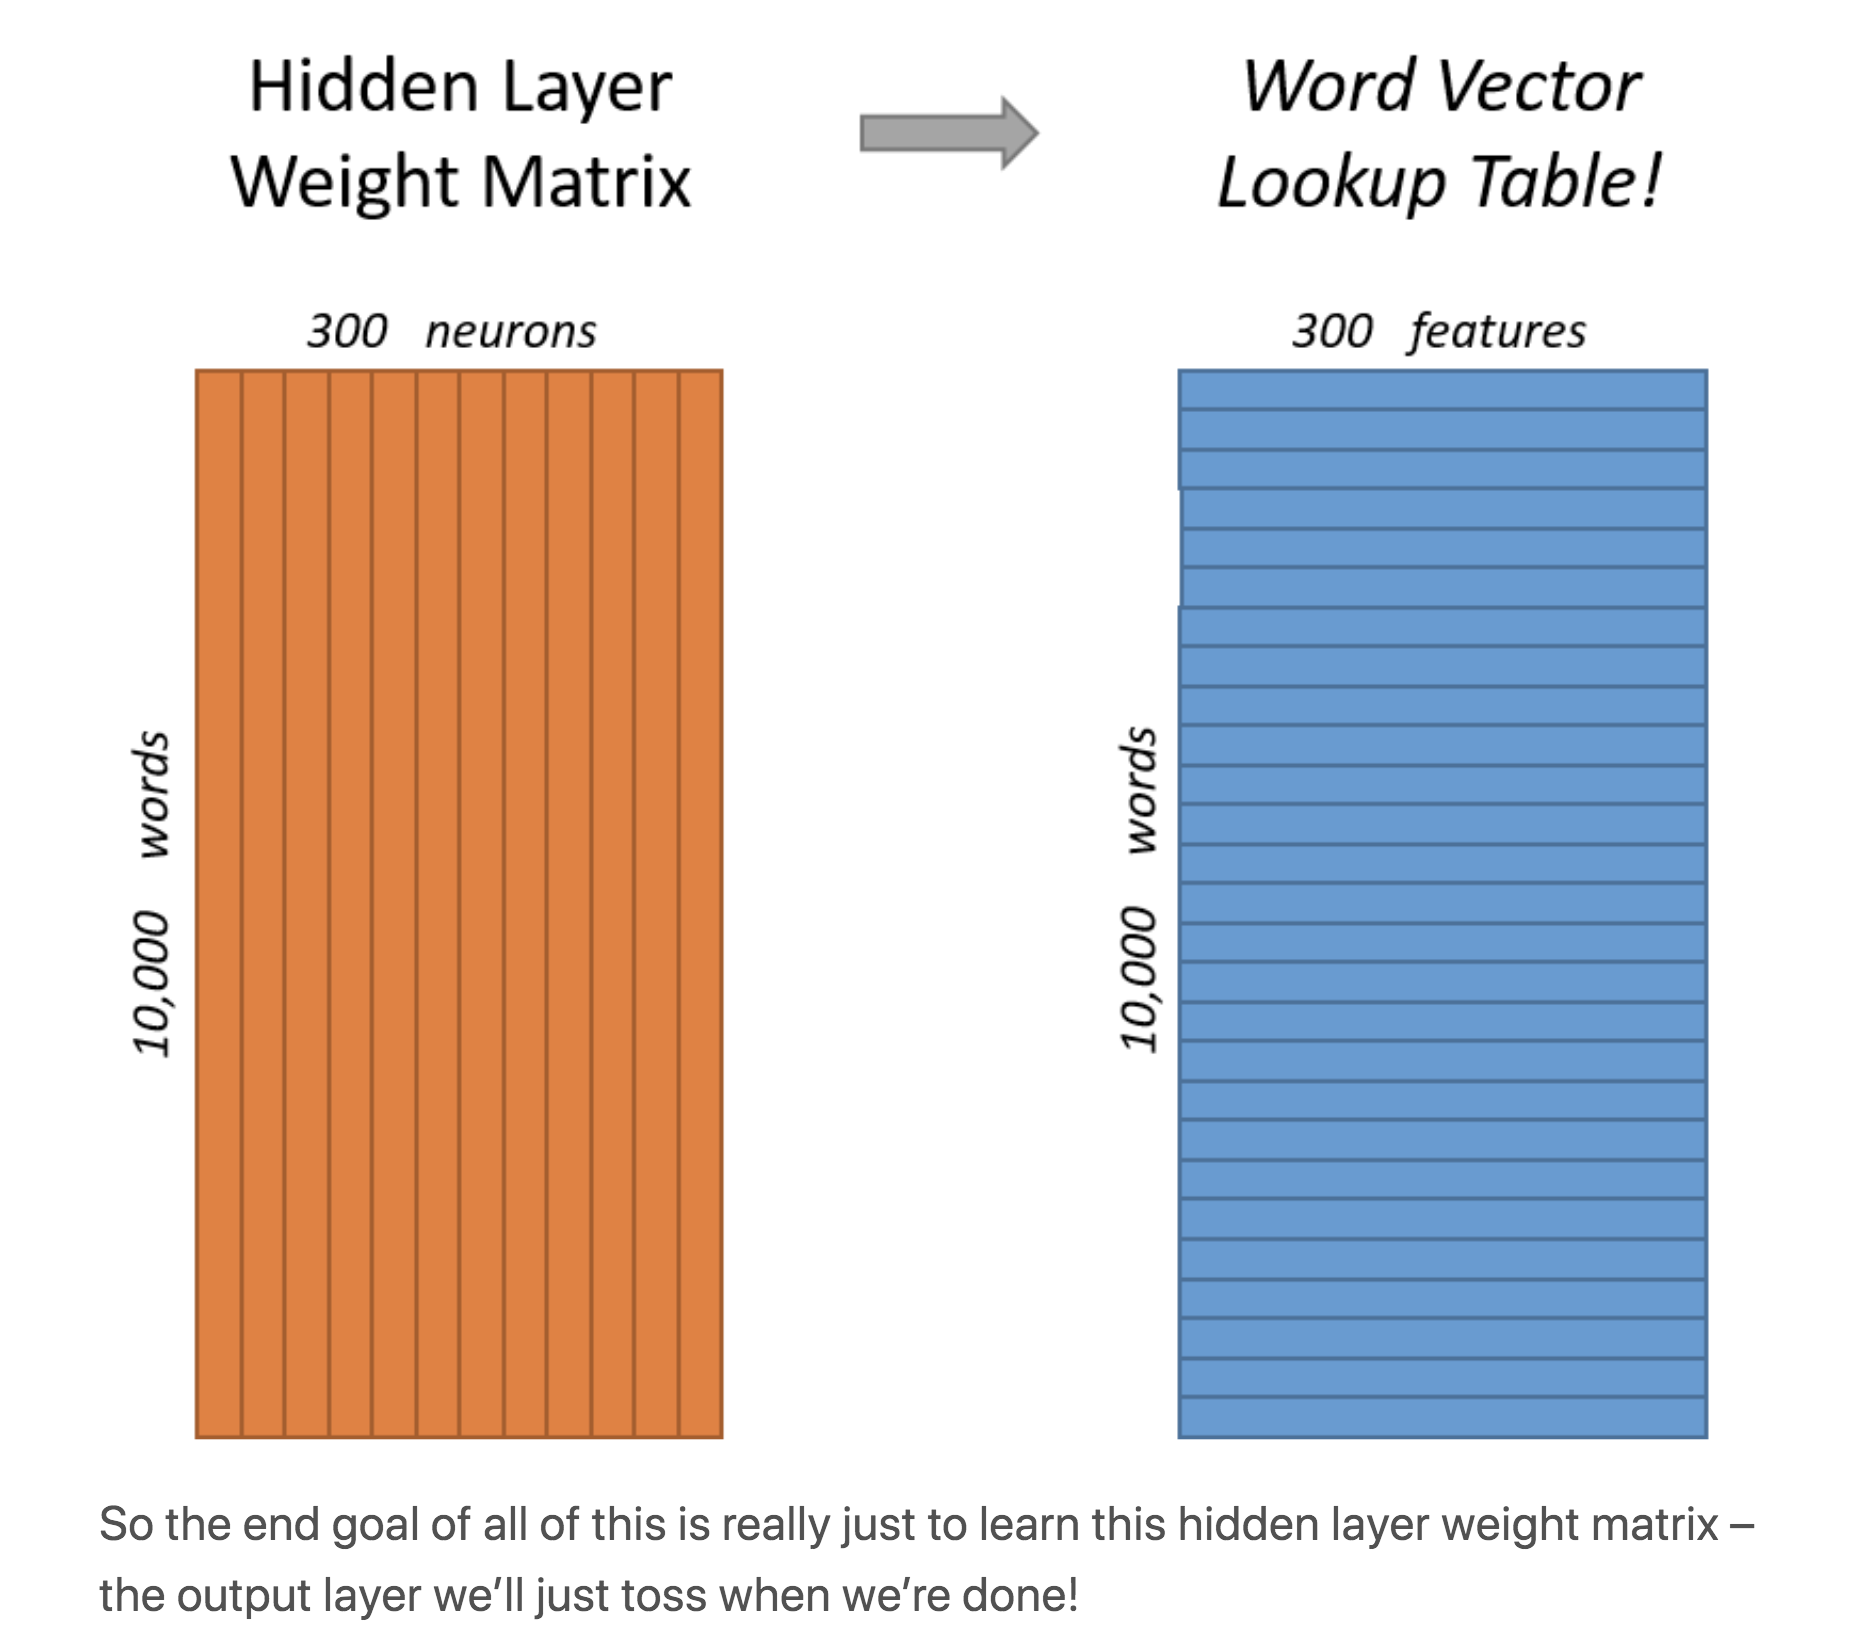 Hidden Layer
Weight Matrix
Word Vector
Lookup Table!
300 neurons
10,000 words
300 features
10,000 words
So the end goal of all of this is really just to learn this hidden layer weight matrix –
the output layer we’ll just toss when we’re done!